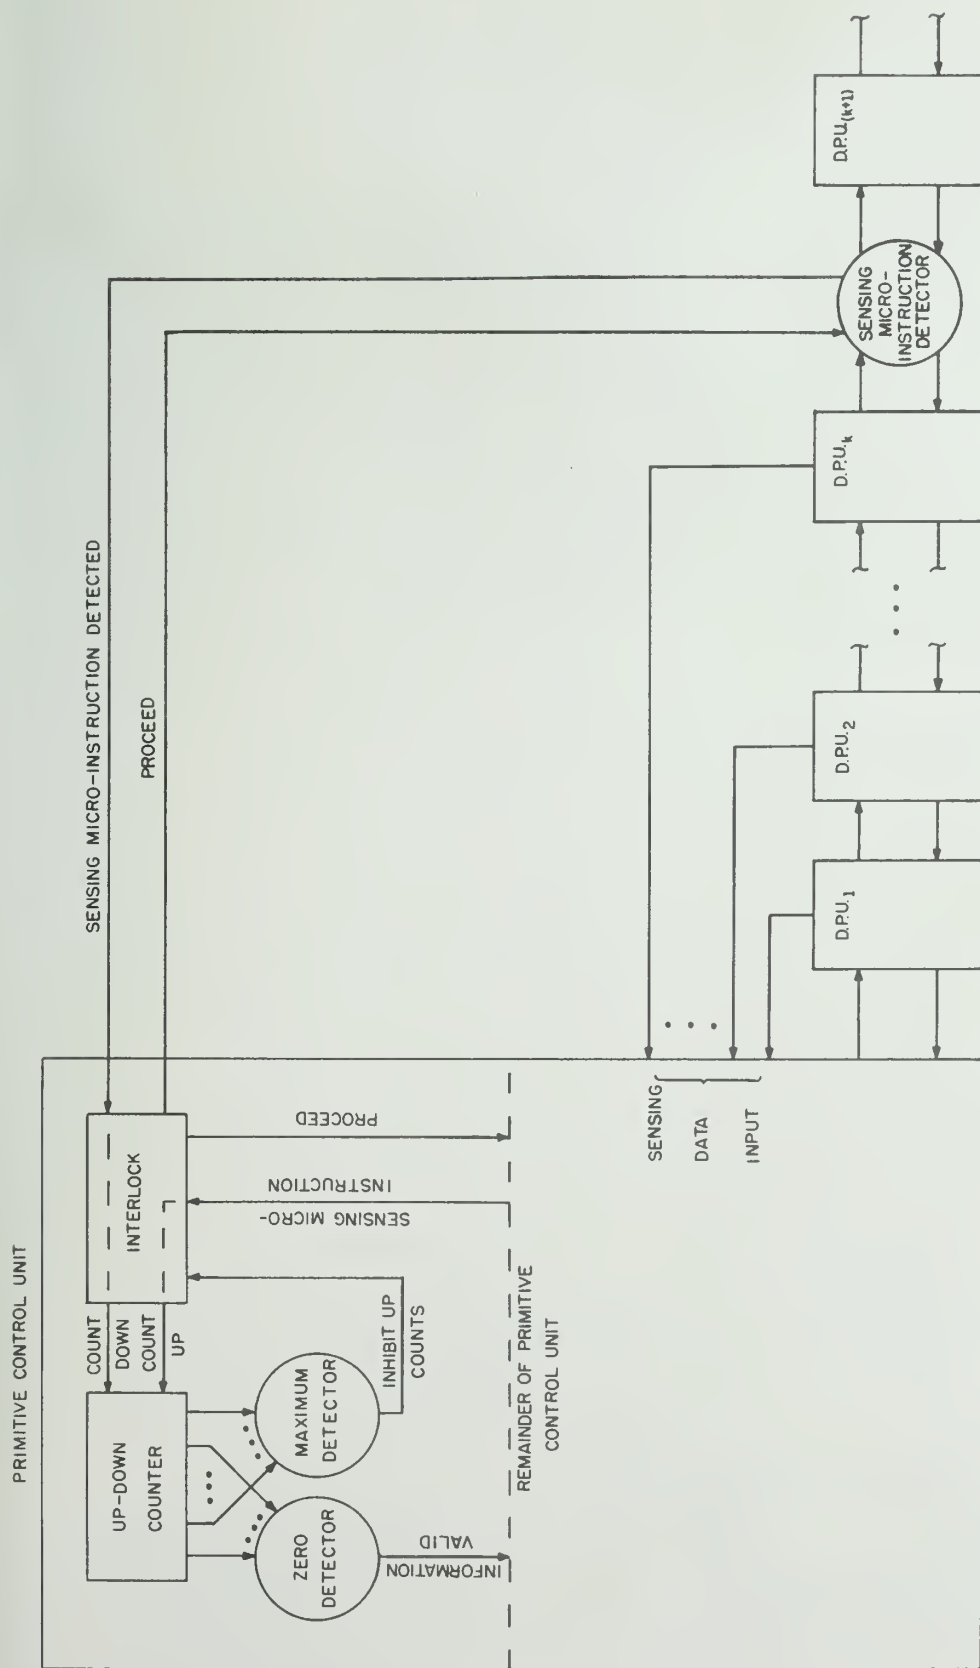 PRIMITIVE CONTROL UNIT
UP-DOWN
COUNTER
COUNT
DOWN
COUNT
UP
INTERLOCK
SENSING MICRO-INSTRUCTION DETECTED
PROCEED
ZERO
DETECTOR
MAXIMUM
DETECTOR
INHIBIT UP
COUNTS
SENSING MICRO-
INSTRUCTION
PROCEED
INFORMATION
VALID
REMAINDER OF PRIMITIVE
CONTROL UNIT
SENSING
DATA
INPUT
D.P.U.1
D.P.U.2
D.P.U.k
SENSING
MICRO-
INSTRUCTION
DETECTOR
D.P.U.(k+1)